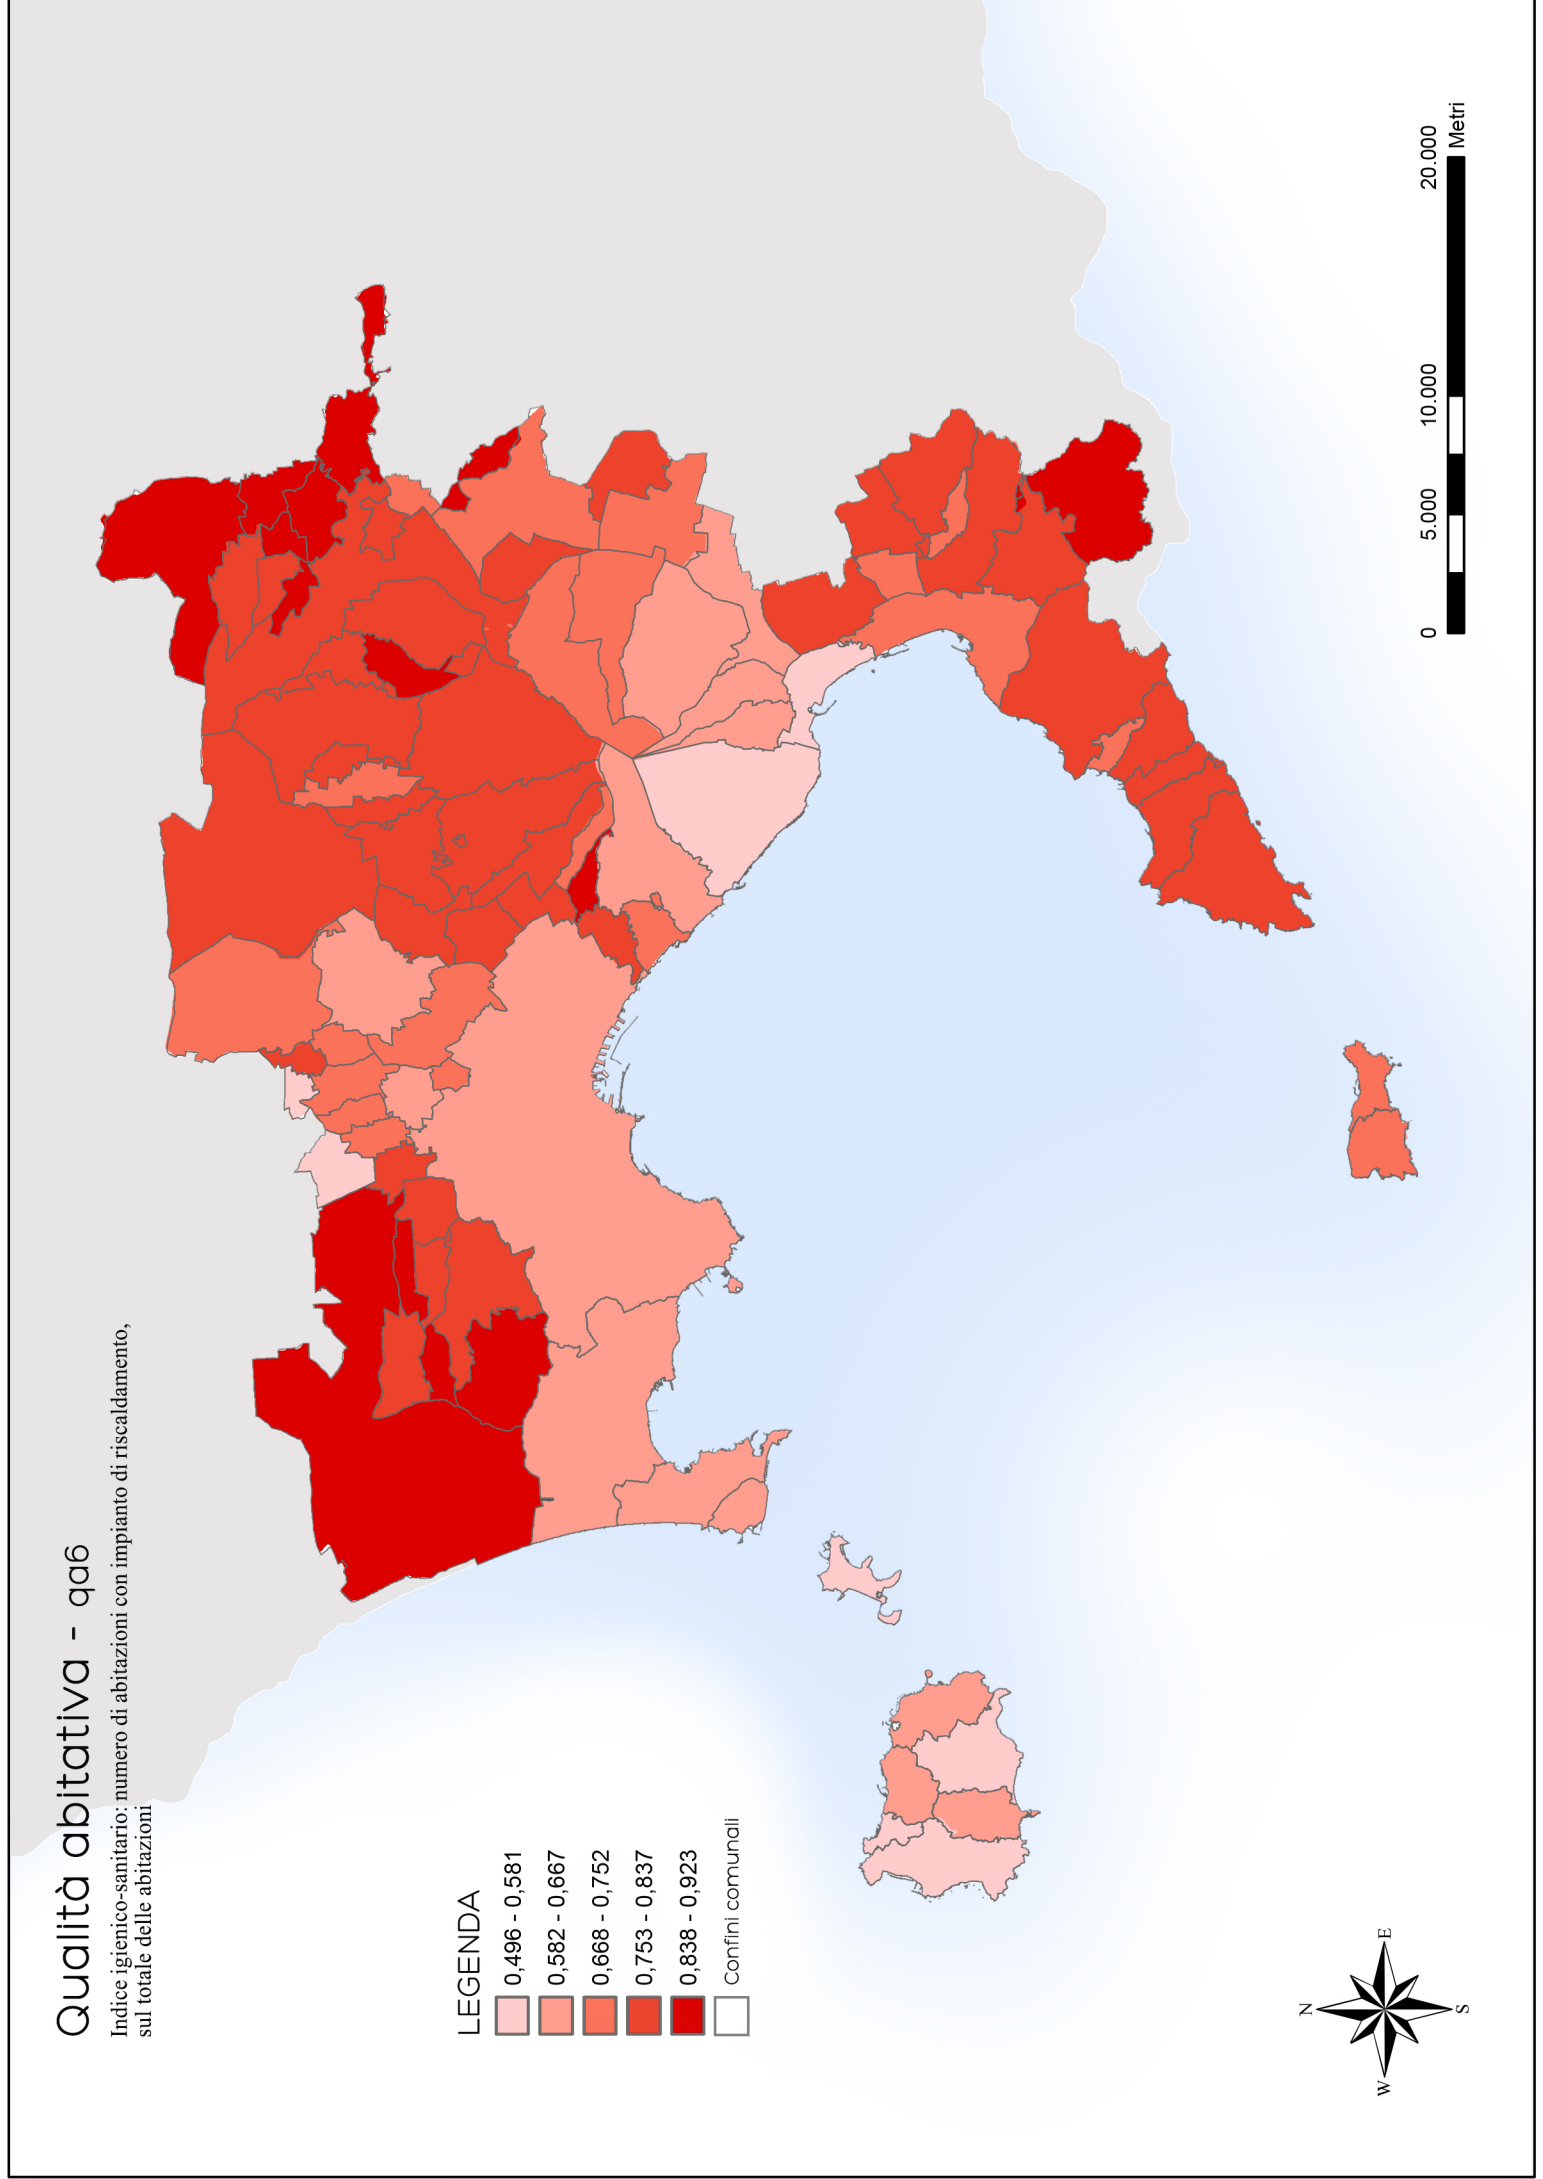 Qualità abitativa - qa6
Indice igienico-sanitario: numero di abitazioni con impianto di riscaldamento,
sul totale delle abitazioni
LEGENDA
0,496 - 0,581
0,582 - 0,667
0,668 - 0,752
0,753 - 0,837
0,838 - 0,923
Confini comunali
N
W
E
S
0
5.000
10.000
20.000
Metri